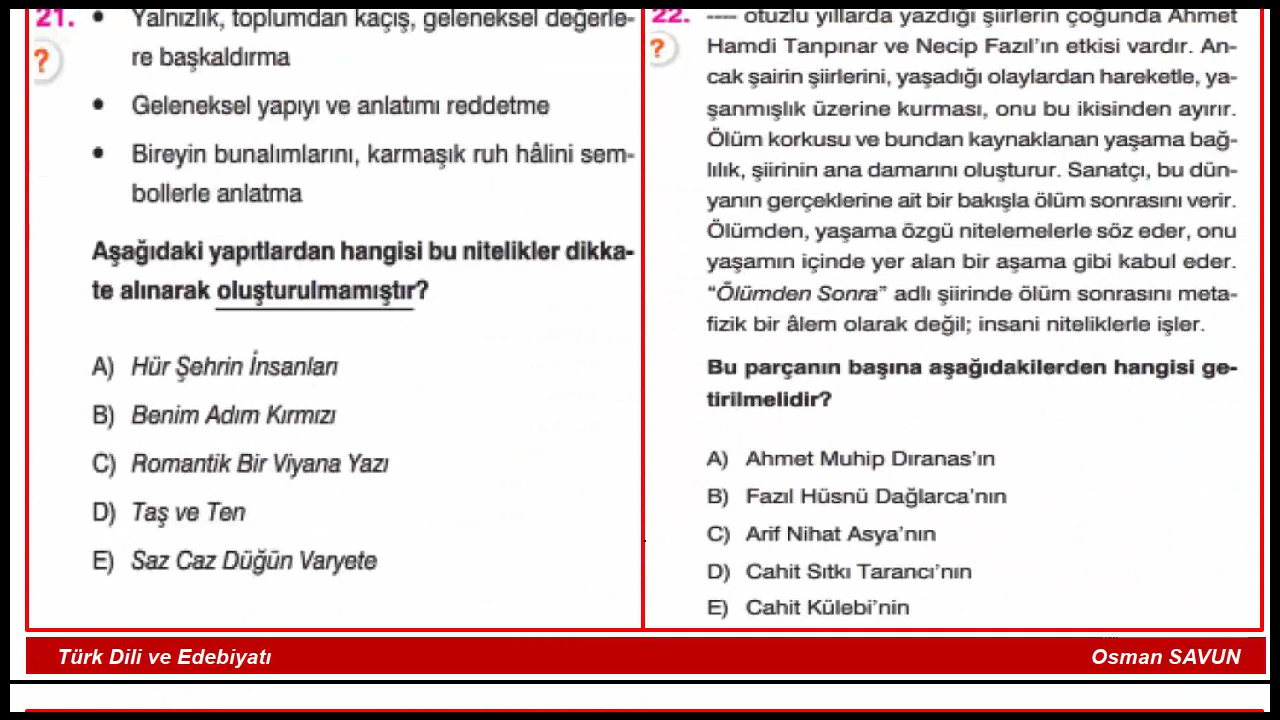 21. • Yalnızlık, toplumdan kaçış, geleneksel değerle-
re başkaldırma
?
• Geleneksel yapıyı ve anlatımı reddetme
• Bireyin bunalımlarını, karmaşık ruh hâlini sem-
bollerle anlatma
Aşağıdaki yapıtlardan hangisi bu nitelikler dikka-
te alınarak oluşturulmamıştır?
A) Hür Şehrin İnsanları
B) Benim Adım Kırmızı
C) Romantik Bir Viyana Yazı
D) Taş ve Ten
E) Saz Caz Düğün Varyete
22. ---- otuzlu yıllarda yazdığı şiirlerin çoğunda Ahmet
?
Hamdi Tanpınar ve Necip Fazıl’ın etkisi vardır. An-
cak şairin şiirlerini, yaşadığı olaylardan hareketle, ya-
şanmışlık üzerine kurması, onu bu ikisinden ayırır.
Ölüm korkusu ve bundan kaynaklanan yaşama bağ-
lılık, şiirinin ana damarını oluşturur. Sanatçı, bu dün-
yanın gerçeklerine ait bir bakışla ölüm sonrasını verir.
Ölümden, yaşama özgü nitelemelerle söz eder, onu
yaşamın içinde yer alan bir aşama gibi kabul eder.
“Ölümden Sonra” adlı şiirinde ölüm sonrasını meta-
fizik bir âlem olarak değil; insani niteliklerle işler.
Bu parçanın başına aşağıdakilerden hangisi ge-
tirilmelidir?
A) Ahmet Muhip Dıranas’ın
B) Fazıl Hüsnü Dağlarca’nın
C) Arif Nihat Asya’nın
D) Cahit Sıtkı Tarancı’nın
E) Cahit Külebi’nin
Türk Dili ve Edebiyatı
Osman SAVUN